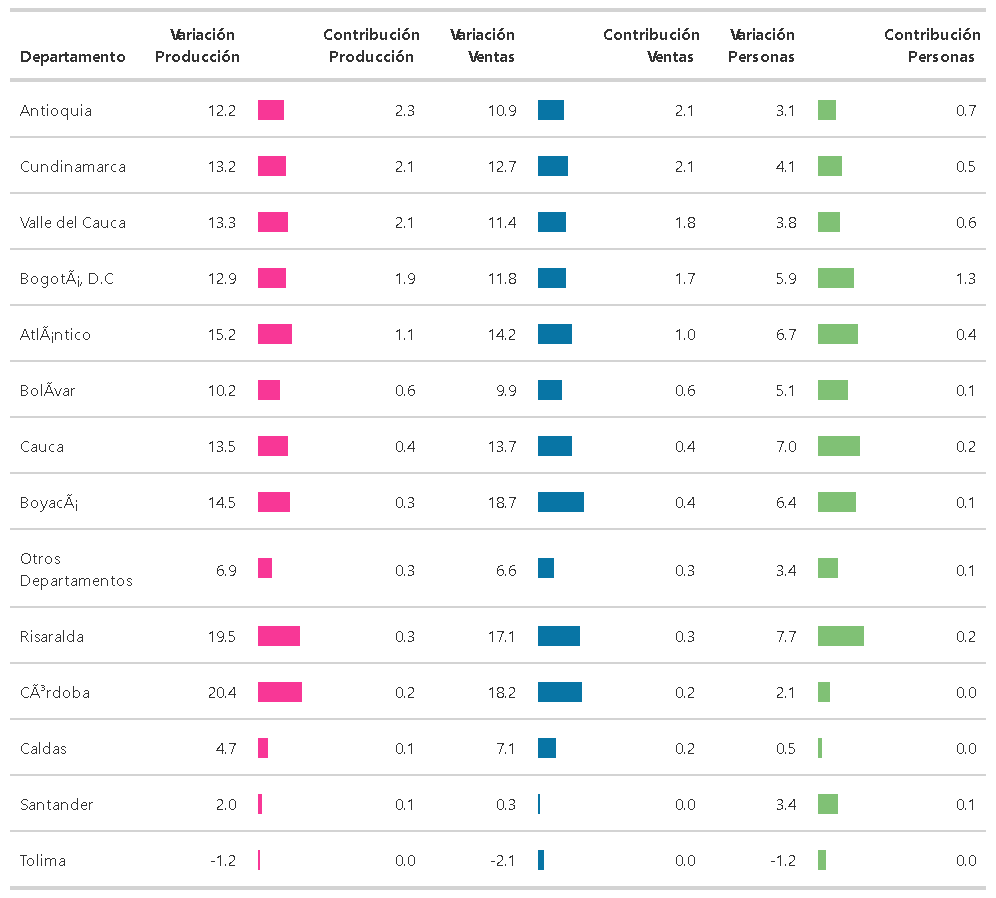 Departamento Variación Producción Contribución Producción Variación Ventas Contribución Ventas Variación Personas Contribución Personas
Antioquia 12.2 2.3 10.9 2.1 3.1 0.7
Cundinamarca 13.2 2.1 12.7 2.1 4.1 0.5
Valle del Cauca 13.3 2.1 11.4 1.8 3.8 0.6
BogotÃ¡, D.C 12.9 1.9 11.8 1.7 5.9 1.3
AtlÃ¡ntico 15.2 1.1 14.2 1.0 6.7 0.4
BolÃvar 10.2 0.6 9.9 0.6 5.1 0.1
Cauca 13.5 0.4 13.7 0.4 7.0 0.2
BoyacÃ¡ 14.5 0.3 18.7 0.4 6.4 0.1
Otros Departamentos 6.9 0.3 6.6 0.3 3.4 0.1
Risaralda 19.5 0.3 17.1 0.3 7.7 0.2
CÃ³rdoba 20.4 0.2 18.2 0.2 2.1 0.0
Caldas 4.7 0.1 7.1 0.2 0.5 0.0
Santander 2.0 0.1 0.3 0.0 3.4 0.1
Tolima -1.2 0.0 -2.1 0.0 -1.2 0.0